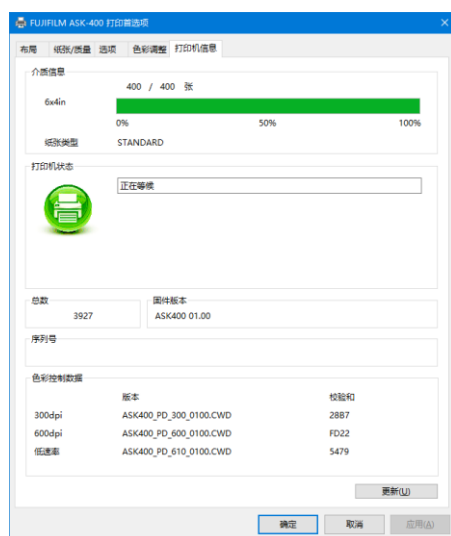 FUJIFILM ASK-400 打印首选项
布局 纸张/质量 选项 色彩调整 打印机信息
介质信息
400 / 400 张
6x4in
0% 50% 100%
纸张类型 STANDARD
打印机状态
正在等候
总数 固件版本
3927 ASK400 01.00
序列号
色彩控制数据
版本 校验和
300dpi ASK400_PD_300_0100.CWD 28B7
600dpi ASK400_PD_600_0100.CWD FD22
低速率 ASK400_PD_610_0100.CWD 5479
更新(U)
确定 取消 应用(A)